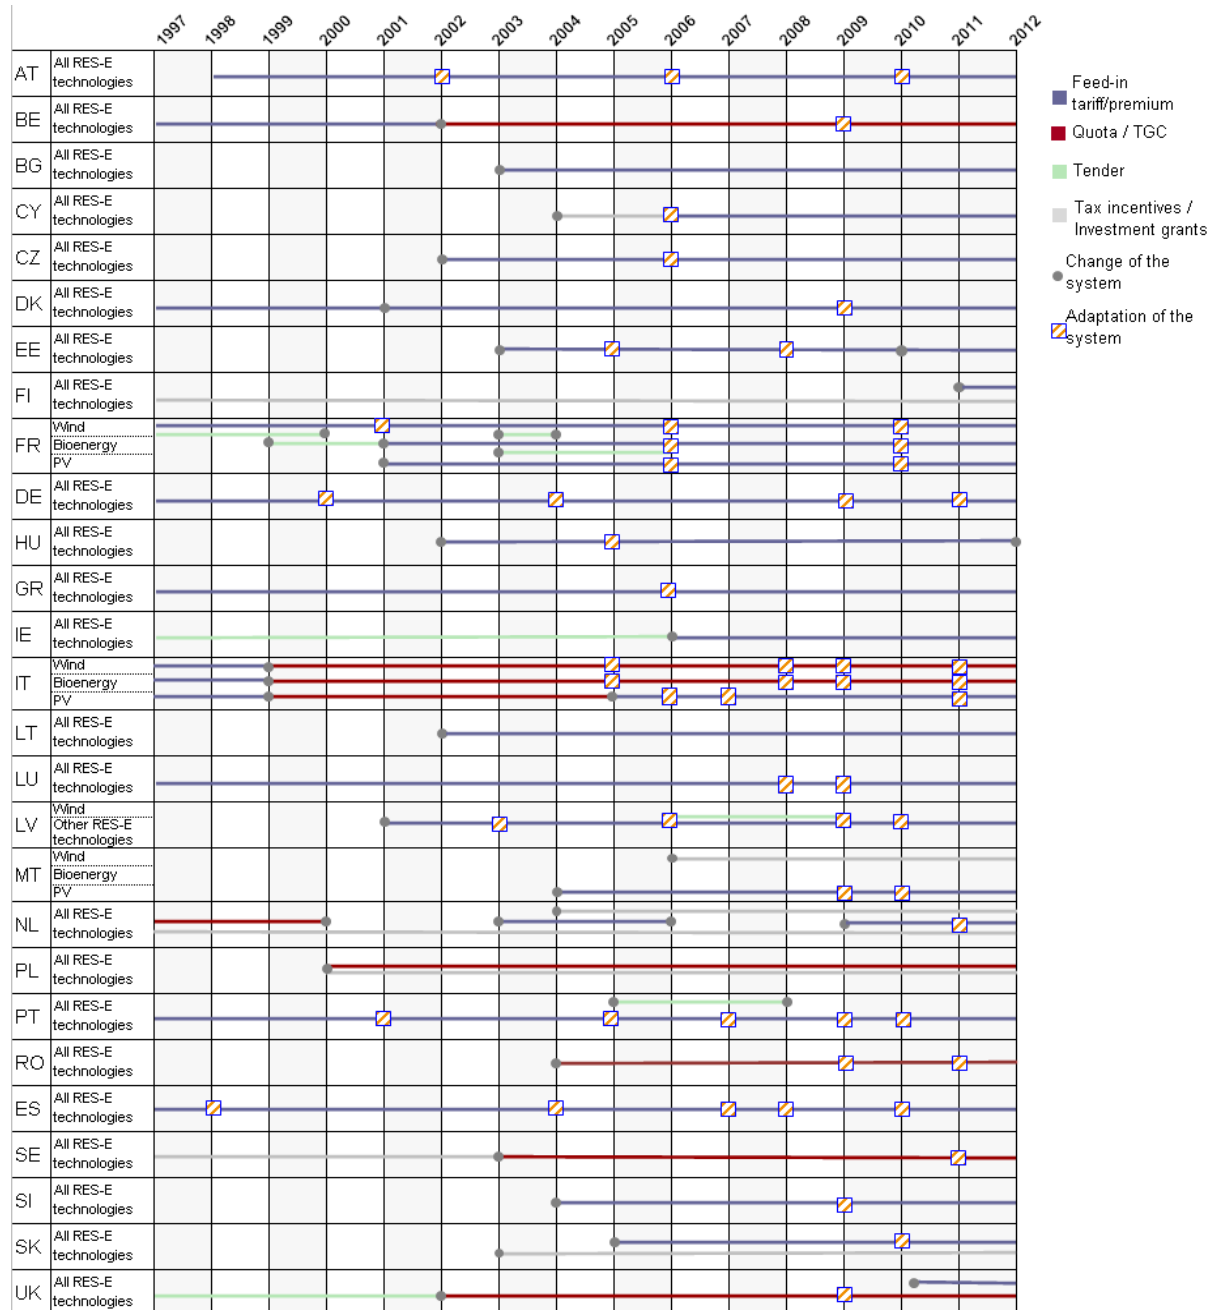 1997 1998 1999 2000 2001 2002 2003 2004 2005 2006 2007 2008 2009 2010 2011 2012
AT All RES-E
technologies
BE All RES-E
technologies
BG All RES-E
technologies
CY All RES-E
technologies
CZ All RES-E
technologies
DK All RES-E
technologies
EE All RES-E
technologies
FI All RES-E
technologies
FR Wind
Bioenergy
PV
DE All RES-E
technologies
HU All RES-E
technologies
GR All RES-E
technologies
IE All RES-E
technologies
IT Wind
Bioenergy
PV
LT All RES-E
technologies
LU All RES-E
technologies
LV Wind
Other RES-E
technologies
MT Wind
Bioenergy
PV
NL All RES-E
technologies
PL All RES-E
technologies
PT All RES-E
technologies
RO All RES-E
technologies
ES All RES-E
technologies
SE All RES-E
technologies
SI All RES-E
technologies
SK All RES-E
technologies
UK All RES-E
technologies
Feed-in
tariff/premium
Quota / TGC
Tender
Tax incentives /
Investment grants
Change of the
system
Adaptation of the
system